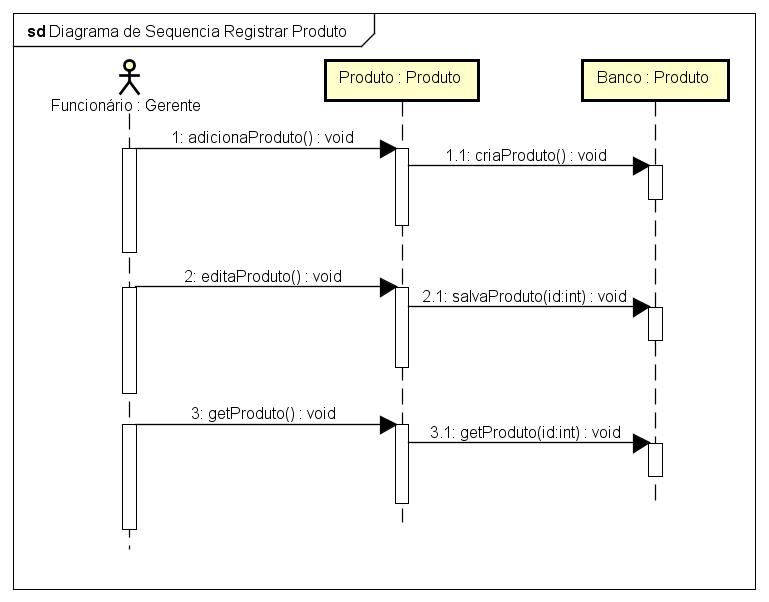 sd Diagrama de Sequencia Registrar Produto
Funcionário : Gerente
Produto : Produto
Banco : Produto
1: adicionaProduto() : void
1.1: criaProduto() : void
2: editaProduto() : void
2.1: salvaProduto(id:int) : void
3: getProduto() : void
3.1: getProduto(id:int) : void